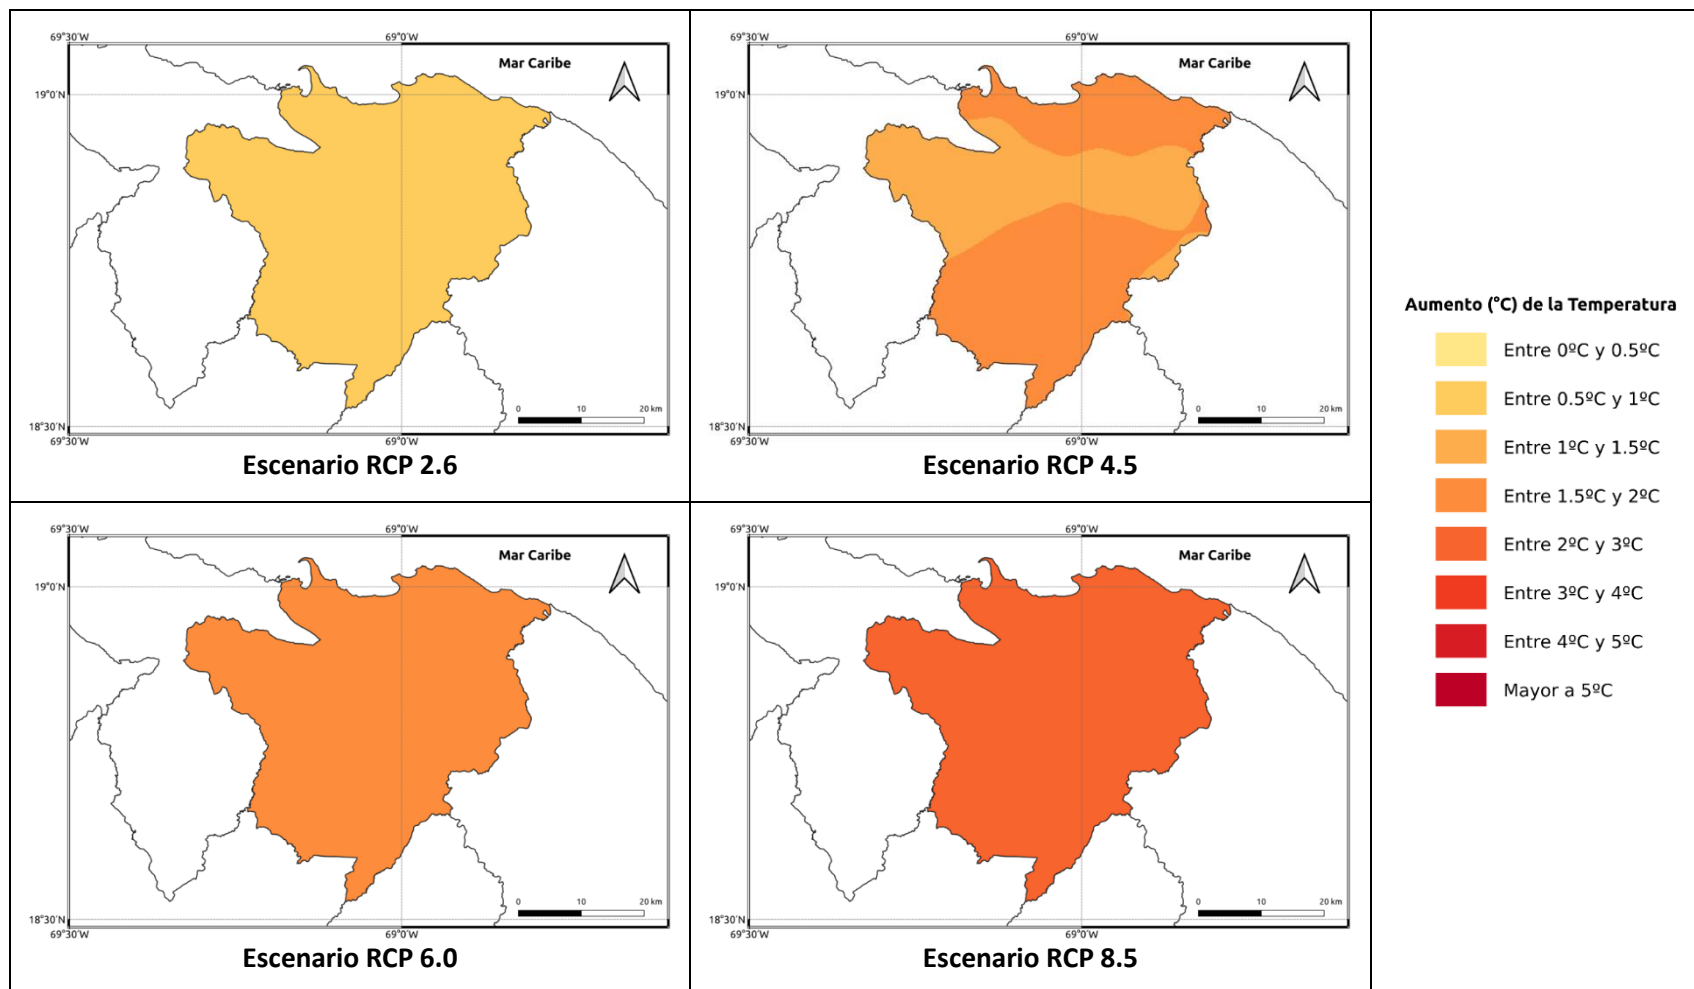 69°30'W
69°0'W
Mar Caribe
19°0'N
0
10
20 km
18°30'N
69°30'W
69°0'W
Escenario RCP 2.6
69°30'W
69°0'W
Mar Caribe
19°0'N
0
10
20 km
18°30'N
69°30'W
69°0'W
Escenario RCP 4.5
69°30'W
69°0'W
Mar Caribe
19°0'N
0
10
20 km
18°30'N
69°30'W
69°0'W
Escenario RCP 6.0
69°30'W
69°0'W
Mar Caribe
19°0'N
0
10
20 km
18°30'N
69°30'W
69°0'W
Escenario RCP 8.5
Aumento (°C) de la Temperatura
Entre 0ºC y 0.5ºC
Entre 0.5ºC y 1ºC
Entre 1ºC y 1.5ºC
Entre 1.5ºC y 2ºC
Entre 2ºC y 3ºC
Entre 3ºC y 4ºC
Entre 4ºC y 5ºC
Mayor a 5ºC